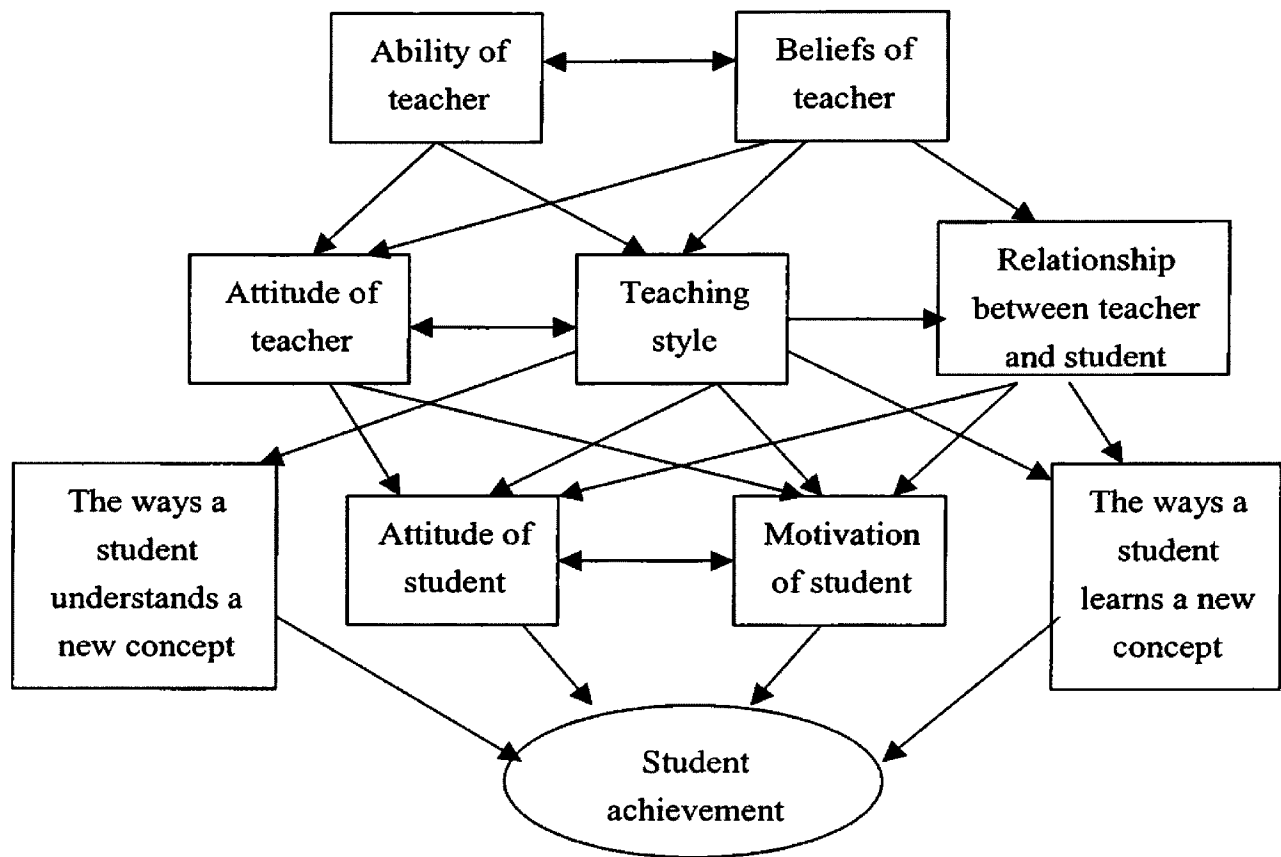 Ability of
teacher
Beliefs of
teacher
Attitude of
teacher
Teaching
style
Relationship
between teacher
and student
The ways a
student
understands a
new concept
Attitude of
student
Motivation
of student
The ways a
student
learns a new
concept
Student
achievement